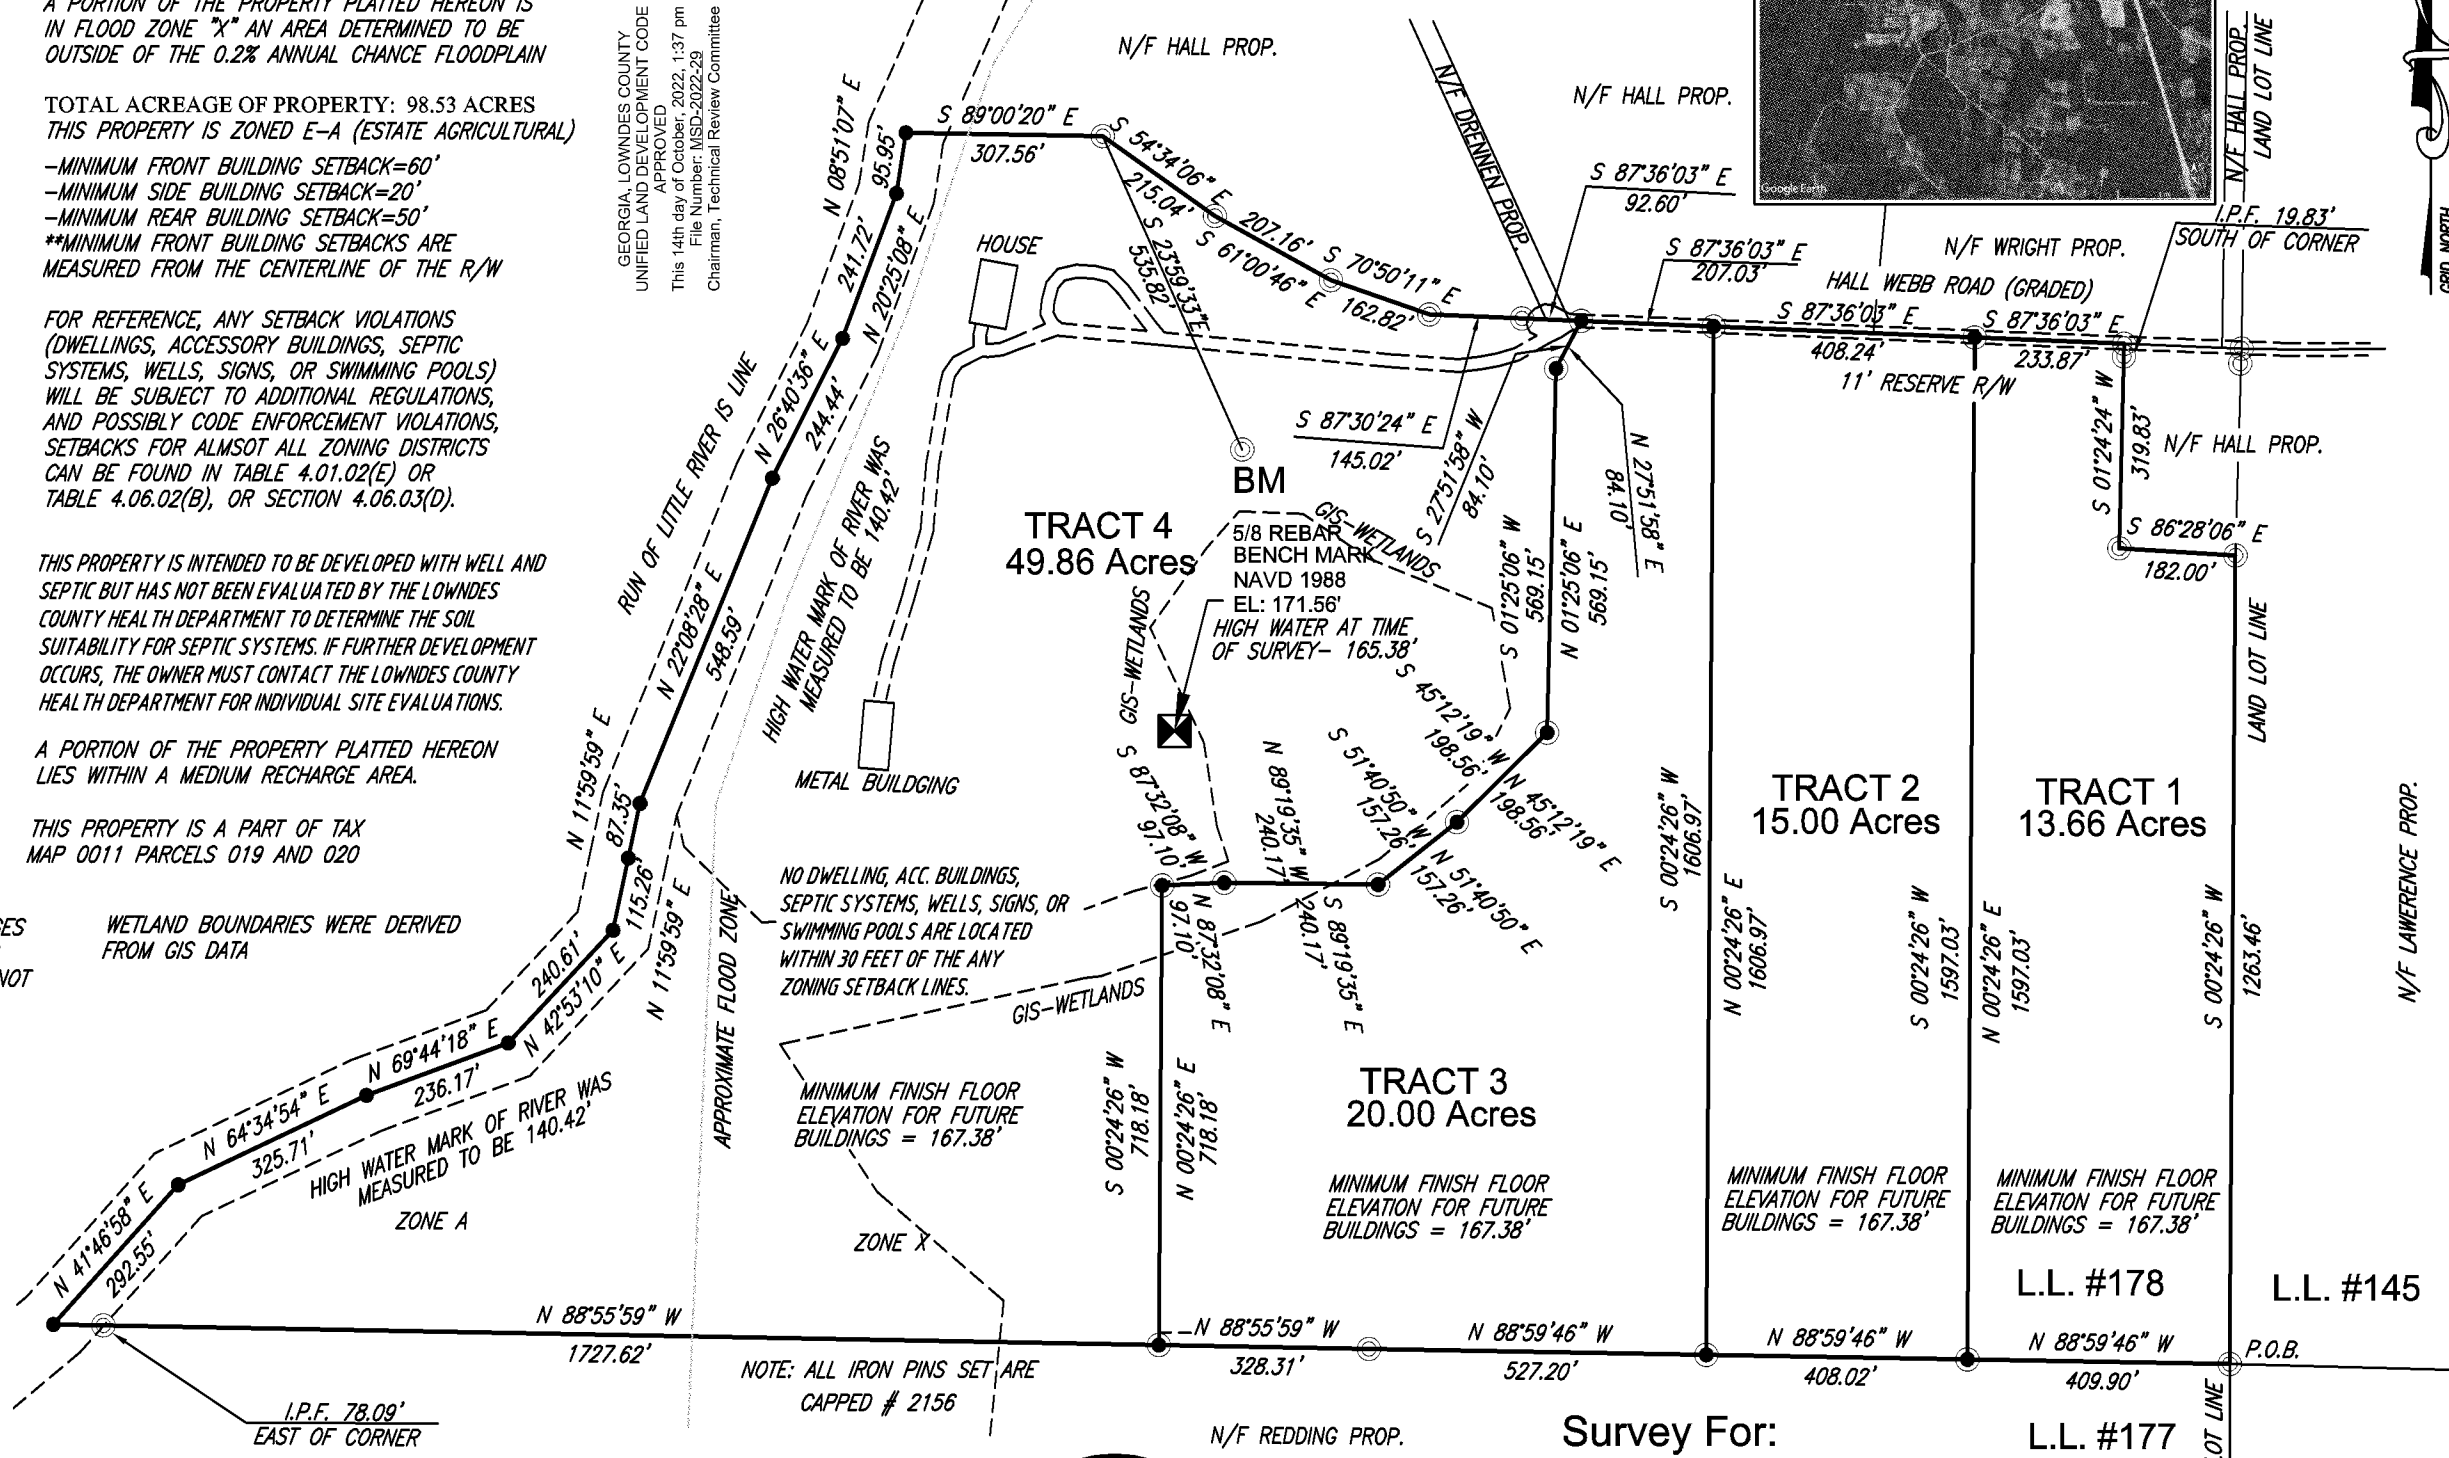 A PORTION OF THE PROPERTY PLATTED HEREON IS
IN FLOOD ZONE "X" AN AREA DETERMINED TO BE
OUTSIDE OF THE 0.2% ANNUAL CHANCE FLOODPLAIN
TOTAL ACREAGE OF PROPERTY: 98.53 ACRES
THIS PROPERTY IS ZONED E-A (ESTATE AGRICULTURAL)
-MINIMUM FRONT BUILDING SETBACK=60'
-MINIMUM SIDE BUILDING SETBACK=20'
-MINIMUM REAR BUILDING SETBACK=50'
**MINIMUM FRONT BUILDING SETBACKS ARE
MEASURED FROM THE CENTERLINE OF THE R/W
FOR REFERENCE, ANY SETBACK VIOLATIONS
(DWELLINGS, ACCESSORY BUILDINGS, SEPTIC
SYSTEMS, WELLS, SIGNS, OR SWIMMING POOLS)
WILL BE SUBJECT TO ADDITIONAL REGULATIONS,
AND POSSIBLY CODE ENFORCEMENT VIOLATIONS,
SETBACKS FOR ALMSOT ALL ZONING DISTRICTS
CAN BE FOUND IN TABLE 4.01.02(E) OR
TABLE 4.06.02(B), OR SECTION 4.06.03(D).
THIS PROPERTY IS INTENDED TO BE DEVELOPED WITH WELL AND
SEPTIC BUT HAS NOT BEEN EVALUATED BY THE LOWNDES
COUNTY HEALTH DEPARTMENT TO DETERMINE THE SOIL
SUITABILITY FOR SEPTIC SYSTEMS. IF FURTHER DEVELOPMENT
OCCURS, THE OWNER MUST CONTACT THE LOWNDES COUNTY
HEALTH DEPARTMENT FOR INDIVIDUAL SITE EVALUATIONS.
A PORTION OF THE PROPERTY PLATTED HEREON
LIES WITHIN A MEDIUM RECHARGE AREA.
THIS PROPERTY IS A PART OF TAX
MAP 0011 PARCELS 019 AND 020
WETLAND BOUNDARIES WERE DERIVED
FROM GIS DATA
NOT
GEORGIA, LOWNDES COUNTY
UNIFIED LAND DEVELOPMENT CODE
APPROVED
This 14th day of October, 2022, 1:37 pm
File Number: MSD-2022-29
Chairman, Technical Review Committee
N/F HALL PROP.
N/F DRENNEN PROP.
N/F HALL PROP.
Google Earth
N/F HALL PROP.
LAND LOT LINE
GRID NORTH
N 08°51'07" E
95.95'
S 89°00'20" E
307.56'
S 54°34'06" E
215.04'
S 23°59'33"E
535.82'
207.16'
S 61°00'46" E
S 70°50'11" E
162.82'
S 87°36'03" E
92.60'
S 87°36'03" E
207.03'
N/F WRIGHT PROP.
HALL WEBB ROAD (GRADED)
I.P.F. 19.83'
SOUTH OF CORNER
S 87°36'03" E
408.24'
S 87°36'03" E
233.87'
11' RESERVE R/W
S 01°24'24" W
319.83'
N/F HALL PROP.
S 86°28'06" E
182.00'
HOUSE
241.72'
N 20°25'08" E
N 26°40'36" E
244.44'
RUN OF LITTLE RIVER IS LINE
HIGH WATER MARK OF RIVER WAS
MEASURED TO BE 140.42'
N 22°08'28" E
548.59'
S 87°30'24" E
145.02'
S 27°51'58" W
84.10'
N 27°51'58" E
84.10'
BM
TRACT 4
49.86 Acres
5/8 REBAR
BENCH MARK
NAVD 1988
EL: 171.56'
HIGH WATER AT TIME
OF SURVEY- 165.38'
GIS-WETLANDS
GIS-WETLANDS
S 01°25'06" W
569.15'
N 01°25'06" E
569.15'
LAND LOT LINE
METAL BUILDGING
S 87°32'08" W
97.10'
N 89°19'35" W
240.17'
S 51°40'50" W
157.26'
S 45°12'19" W
198.56'
N 45°12'19" E
198.56'
N 51°40'50" E
157.26'
S 89°19'35" E
240.17'
N 87°32'08" E
97.10'
TRACT 2
15.00 Acres
TRACT 1
13.66 Acres
S 00°24'26" W
1606.97'
N 00°24'26" E
1606.97'
S 00°24'26" W
1597.03'
N 00°24'26" E
1597.03'
S 00°24'26" W
1263.46'
N/F LAWERENCE PROP.
N 11°59'59" E
87.35'
115.26'
N 11°59'59" E
240.61'
N 42°53'10" E
N 69°44'18" E
236.17'
N 64°34'54" E
325.71'
HIGH WATER MARK OF RIVER WAS
MEASURED TO BE 140.42'
N 41°46'58" E
292.55'
ZONE A
APPROXIMATE FLOOD ZONE
NO DWELLING, ACC. BUILDINGS,
SEPTIC SYSTEMS, WELLS, SIGNS, OR
SWIMMING POOLS ARE LOCATED
WITHIN 30 FEET OF THE ANY
ZONING SETBACK LINES.
GIS-WETLANDS
MINIMUM FINISH FLOOR
ELEVATION FOR FUTURE
BUILDINGS = 167.38'
ZONE X
S 00°24'26" W
718.18'
N 00°24'26" E
718.18'
TRACT 3
20.00 Acres
MINIMUM FINISH FLOOR
ELEVATION FOR FUTURE
BUILDINGS = 167.38'
MINIMUM FINISH FLOOR
ELEVATION FOR FUTURE
BUILDINGS = 167.38'
MINIMUM FINISH FLOOR
ELEVATION FOR FUTURE
BUILDINGS = 167.38'
L.L. #178
L.L. #145
N 88°55'59" W
1727.62'
N 88°55'59" W
328.31'
N 88°59'46" W
527.20'
N 88°59'46" W
408.02'
N 88°59'46" W
409.90'
P.O.B.
I.P.F. 78.09'
EAST OF CORNER
NOTE: ALL IRON PINS SET ARE
CAPPED # 2156
N/F REDDING PROP.
Survey For:
L.L. #177
LOT LINE